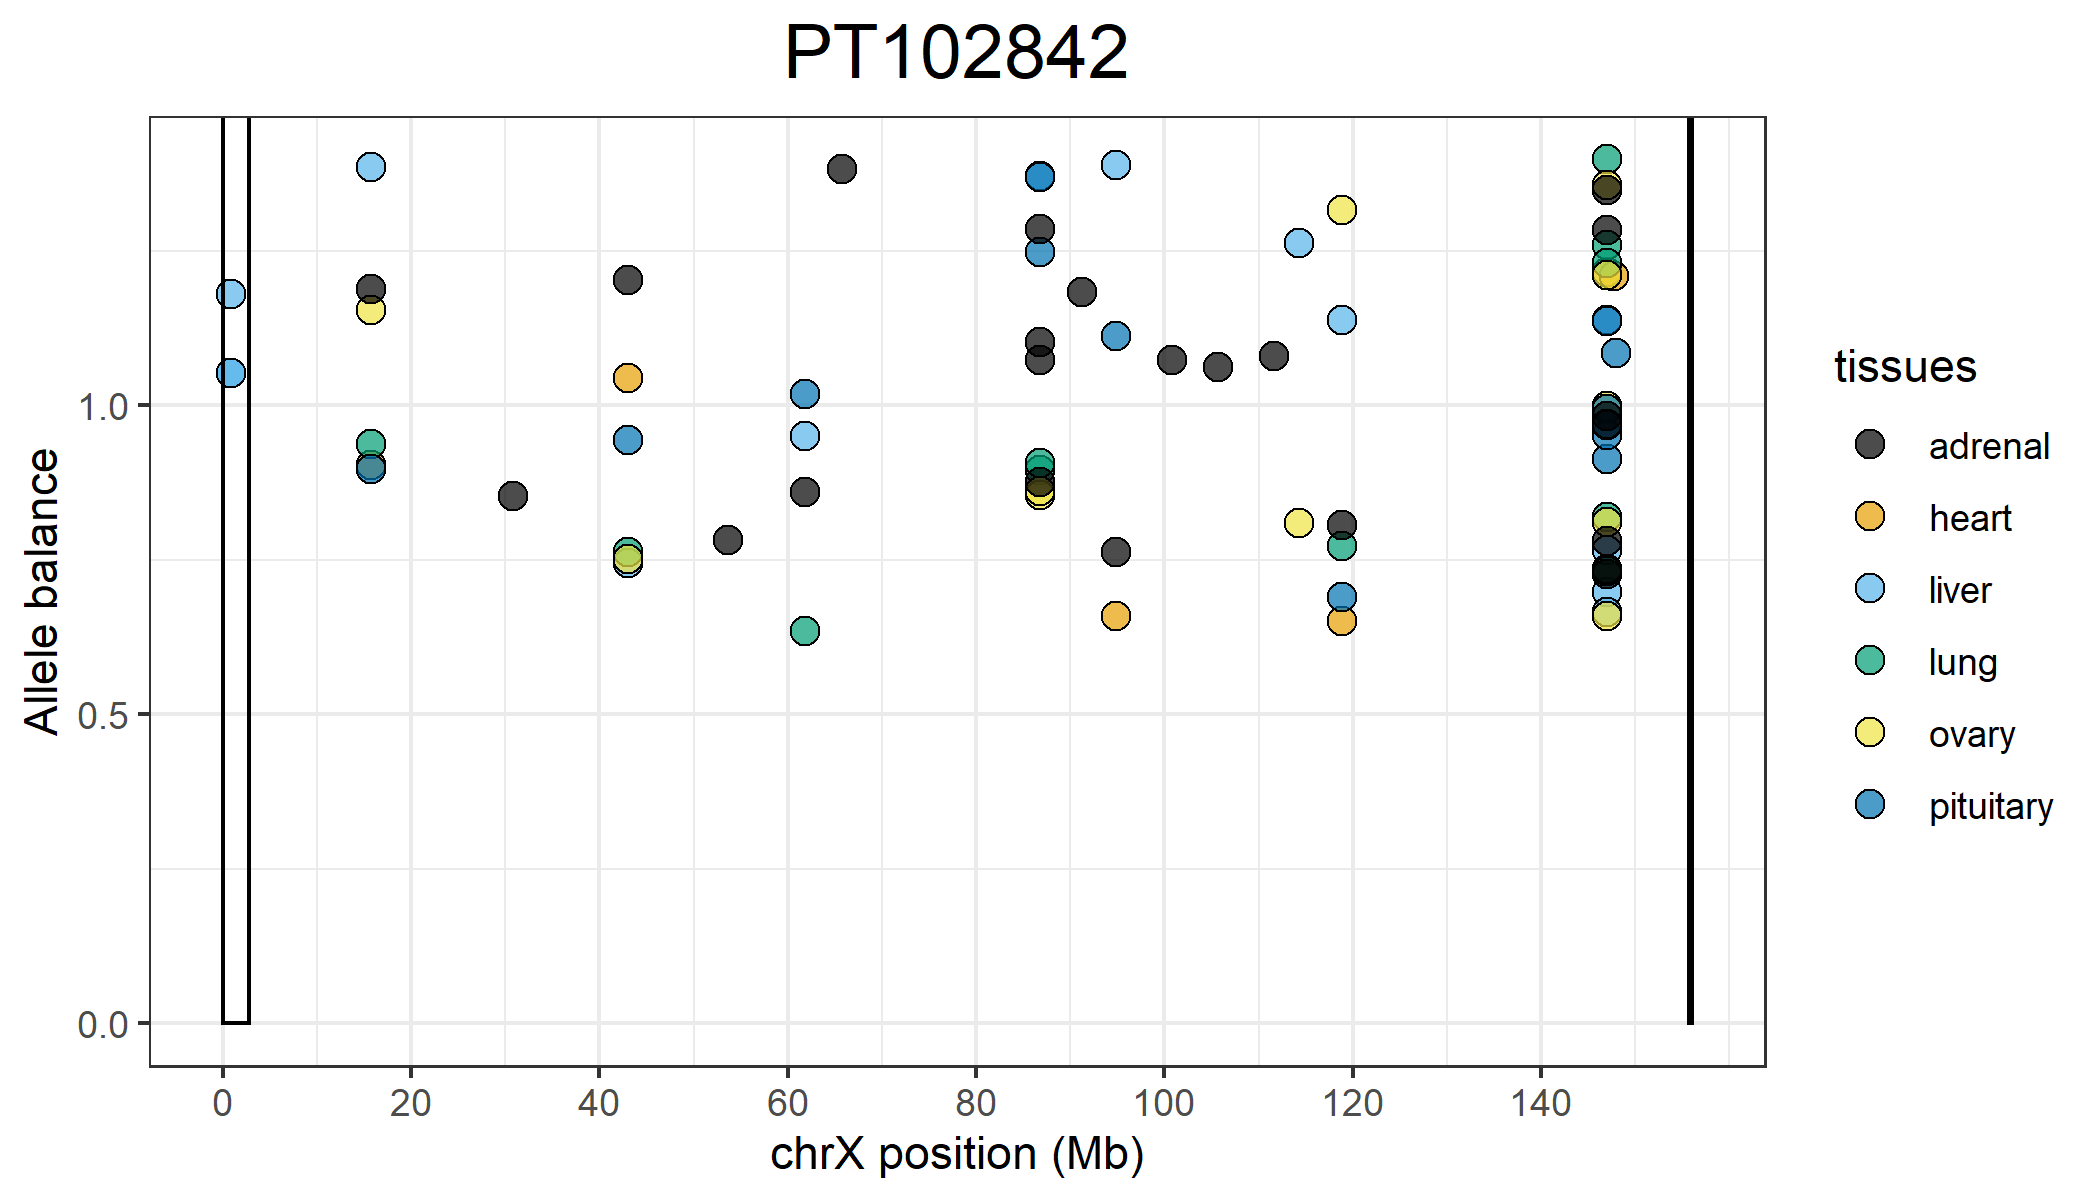 PT102842
Allele balance
1.0
0.5
0.0
0 20 40 60 80 100 120 140
chrX position (Mb)
tissues
adrenal
heart
liver
lung
ovary
pituitary